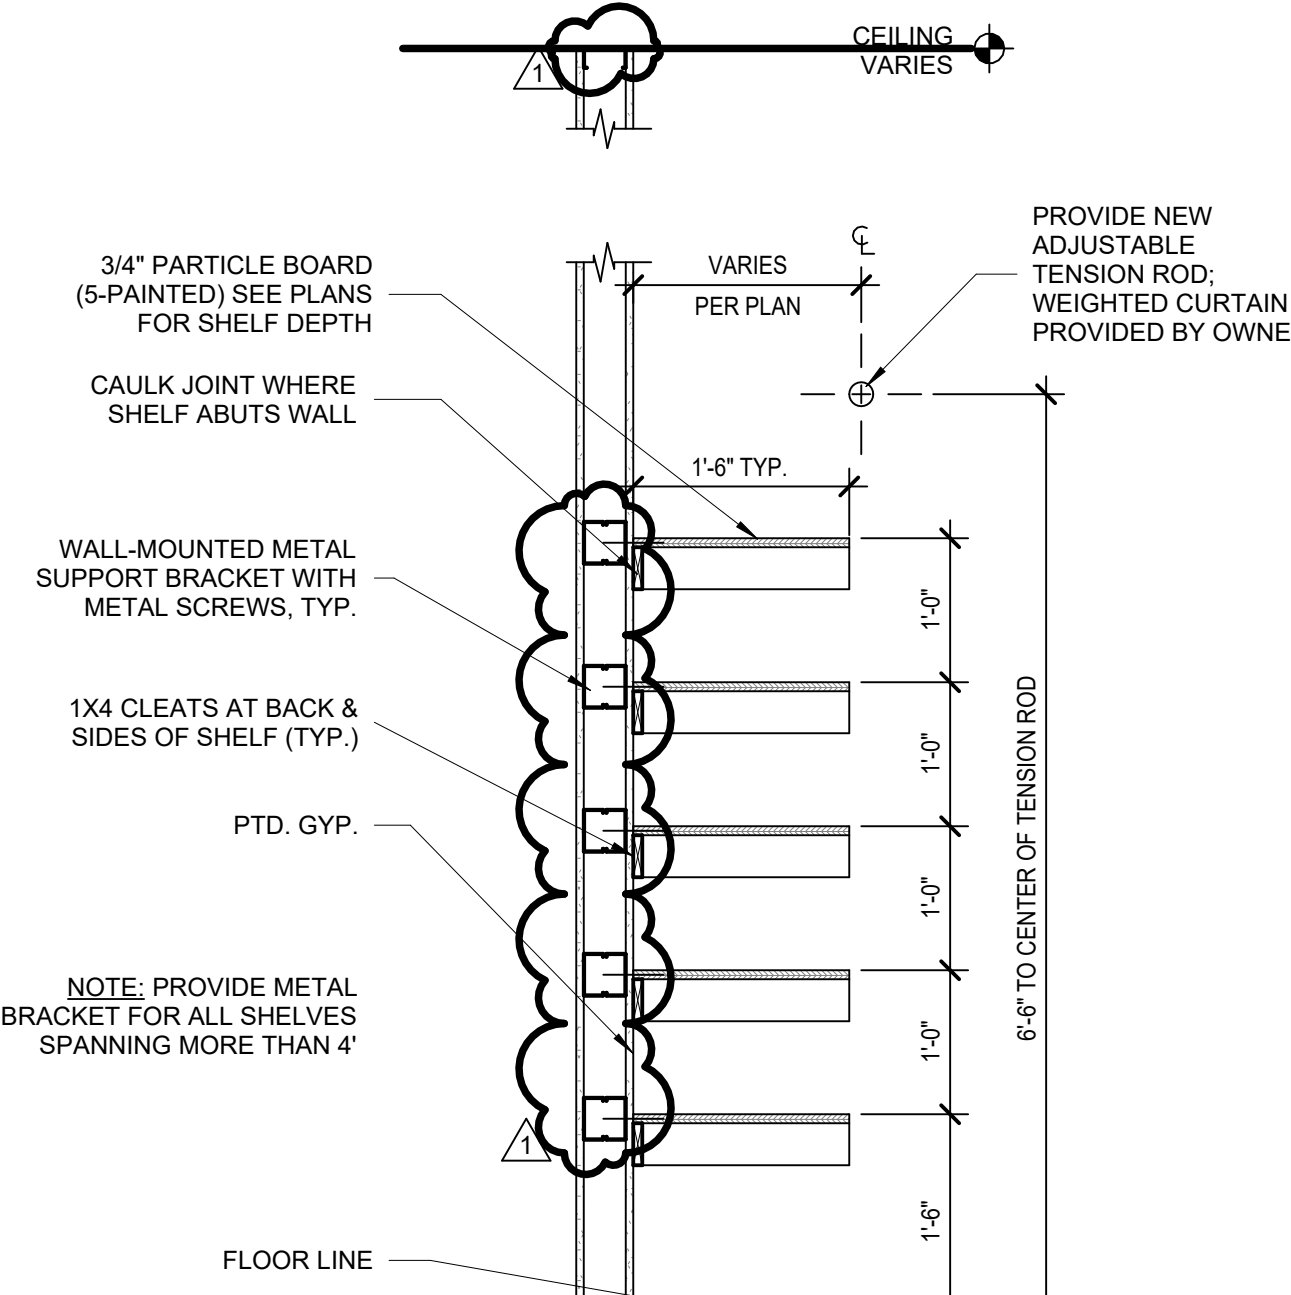 CEILING
VARIES
1
PROVIDE NEW
ADJUSTABLE
TENSION ROD;
WEIGHTED CURTAIN
PROVIDED BY OWNE
3/4" PARTICLE BOARD
(5-PAINTED) SEE PLANS
FOR SHELF DEPTH
VARIES
PER PLAN
CAULK JOINT WHERE
SHELF ABUTS WALL
1'-6" TYP.
WALL-MOUNTED METAL
SUPPORT BRACKET WITH
METAL SCREWS, TYP.
1X4 CLEATS AT BACK &
SIDES OF SHELF (TYP.)
PTD. GYP.
NOTE: PROVIDE METAL
BRACKET FOR ALL SHELVES
SPANNING MORE THAN 4'
1
FLOOR LINE
1'-0"
1'-0"
1'-0"
1'-0"
1'-6"
6'-6" TO CENTER OF TENSION ROD